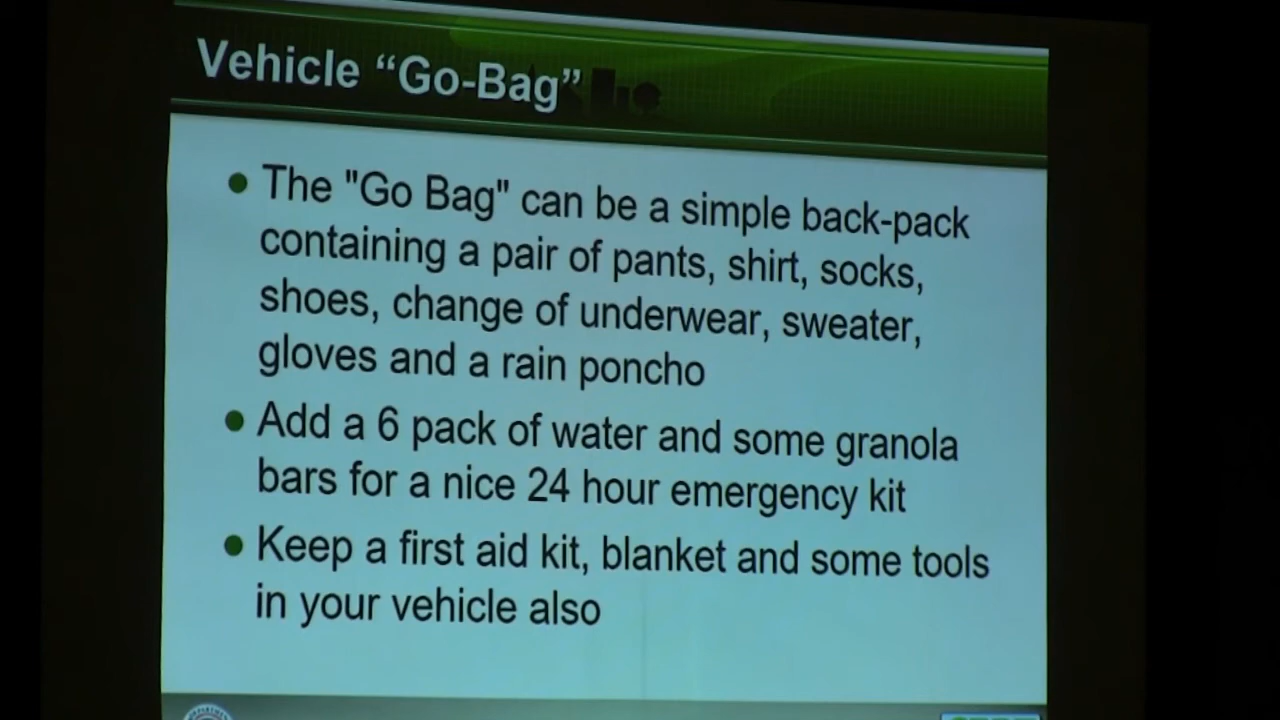 Vehicle “Go-Bag”
The "Go Bag" can be a simple back-pack
containing a pair of pants, shirt, socks,
shoes, change of underwear, sweater,
gloves and a rain poncho
Add a 6 pack of water and some granola
bars for a nice 24 hour emergency kit
Keep a first aid kit, blanket and some tools
in your vehicle also